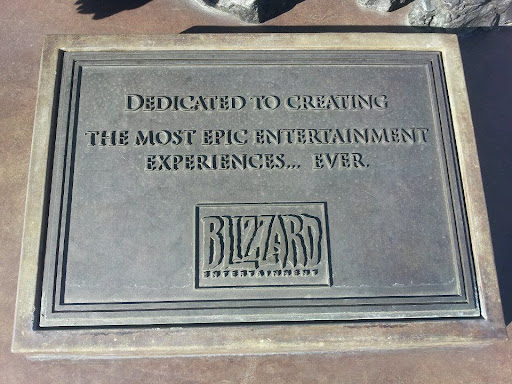 DEDICATED TO CREATING
THE MOST EPIC ENTERTAINMENT
EXPERIENCES... EVER.
BLIZZARD
ENTERTAINMENT